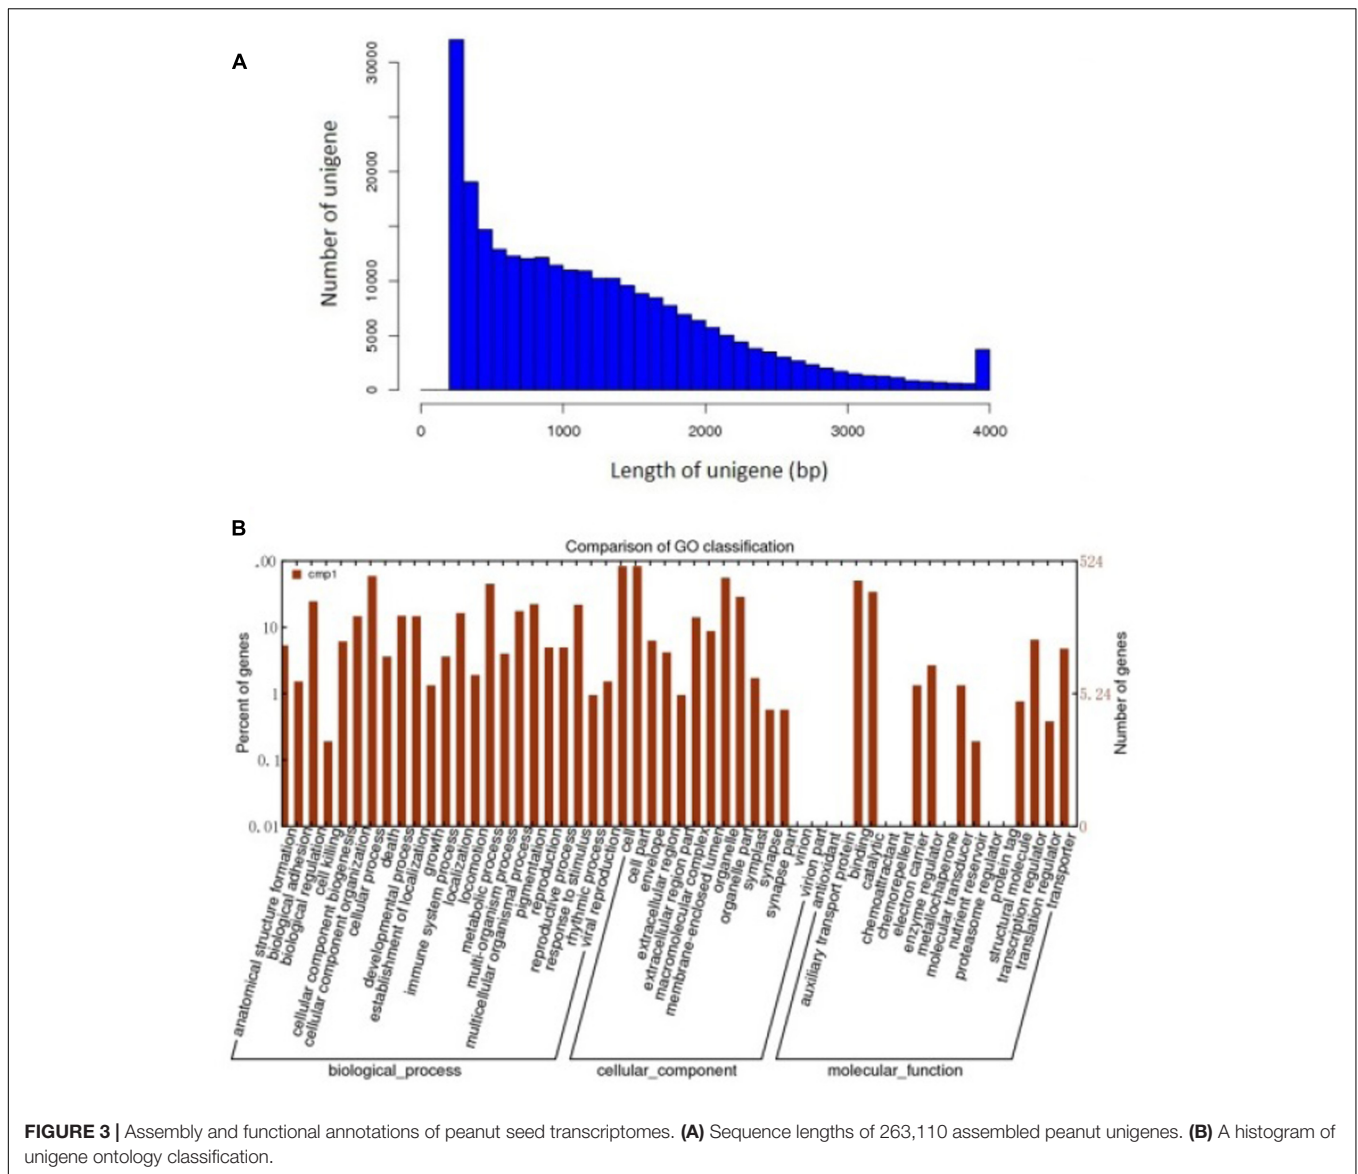 A
Number of unigene
30000
20000
10000
5000
0
0 1000 2000 3000 4000
Length of unigene (bp)
B
Comparison of GO classification
cmp1
Percent of genes
.00
10
1
0.1
0.01
Number of genes
524
5.24
0
anatomical structure formation
biological adhesion
biological regulation
cell killing
cellular component biogenesis
cellular component organization
cellular process
death
developmental process
establishment of localization
growth
immune system process
localization
locomotion
metabolic process
multi-organism process
multicellular organismal process
pigmentation
reproduction
reproductive process
response to stimulus
rhythmic process
viral reproduction
cell
cell part
envelope
extracellular region
extracellular region part
macromolecular complex
membrane-enclosed lumen
organelle
organelle part
symplast
synapse
synapse part
virion
virion part
antioxidant
auxiliary transport protein
binding
catalytic
chemoattractant
chemorepellent
electron carrier
enzyme regulator
metallochaperone
molecular transducer
nutrient reservoir
proteasome regulator
protein tag
structural molecule
transcription regulator
translation regulator
transporter
biological_process
cellular_component
molecular_function
FIGURE 3 | Assembly and functional annotations of peanut seed transcriptomes. (A) Sequence lengths of 263,110 assembled peanut unigenes. (B) A histogram of
unigene ontology classification.